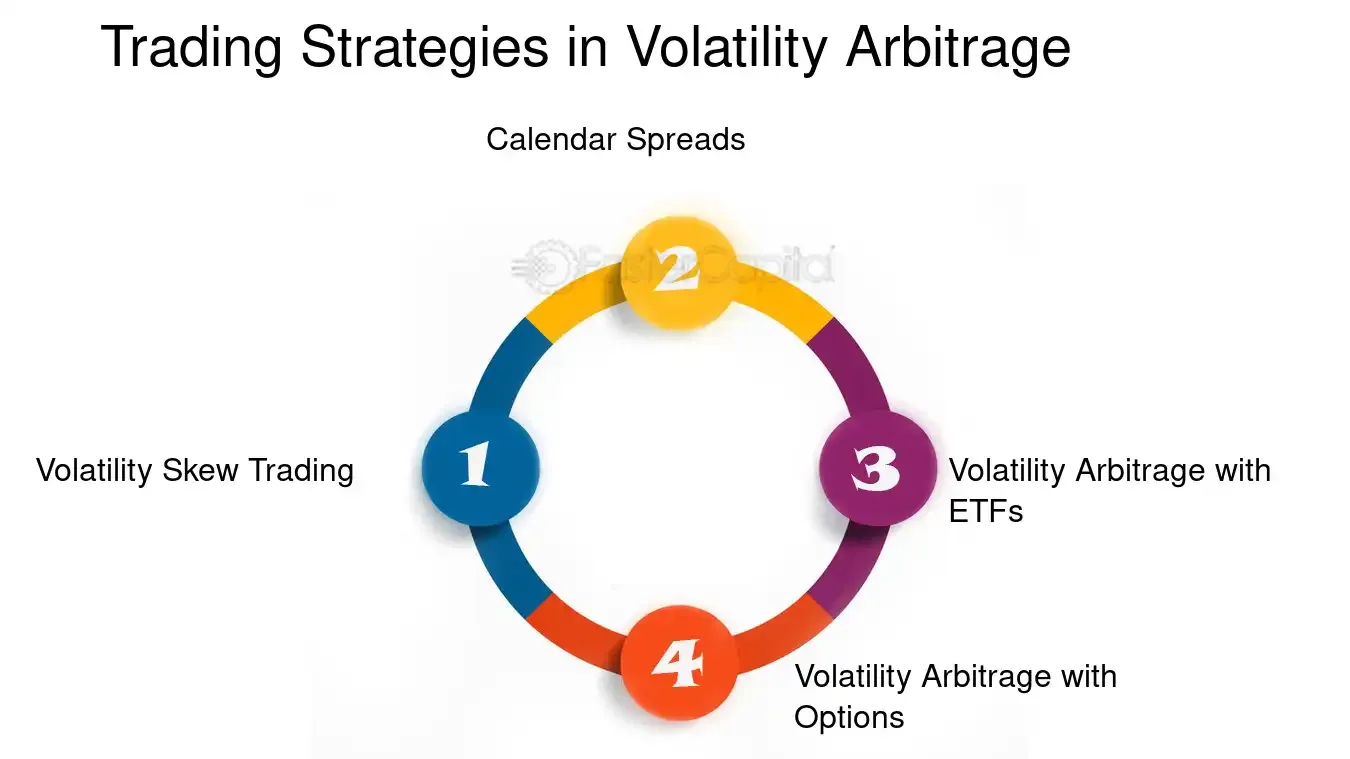 Trading Strategies in Volatility Arbitrage
Calendar Spreads
FasterCapital
2
1
Volatility Skew Trading
3
Volatility Arbitrage with
ETFs
4
Volatility Arbitrage with
Options